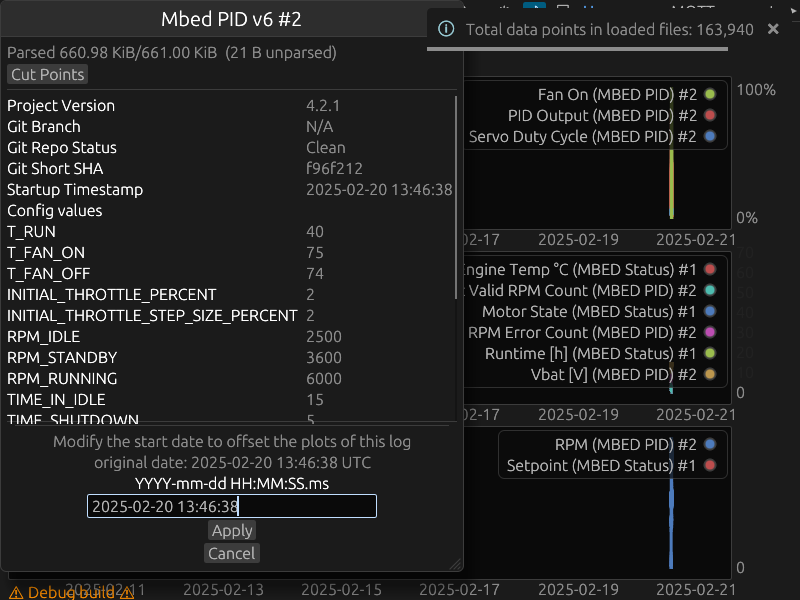 Mbed PID v6 #2
Parsed 660.98 KiB/661.00 KiB (21 B unparsed)
Cut Points
Project Version 4.2.1
Git Branch N/A
Git Repo Status Clean
Git Short SHA f96f212
Startup Timestamp 2025-02-20 13:46:38
Config values
T_RUN 40
T_FAN_ON 75
T_FAN_OFF 74
INITIAL_THROTTLE_PERCENT 2
INITIAL_THROTTLE_STEP_SIZE_PERCENT 2
RPM_IDLE 2500
RPM_STANDBY 3600
RPM_RUNNING 6000
TIME_IN_IDLE 15
TIME_SHUTDOWN 5
Modify the start date to offset the plots of this log
original date: 2025-02-20 13:46:38 UTC
YYYY-mm-dd HH:MM:SS.ms
2025-02-20 13:46:38
Apply
Cancel
Total data points in loaded files: 163,940
Fan On (MBED PID) #2
PID Output (MBED PID) #2
Servo Duty Cycle (MBED PID) #2
100%
0%
02-17 2025-02-19 2025-02-21
Engine Temp °C (MBED Status) #1
Valid RPM Count (MBED PID) #2
Motor State (MBED Status) #1
RPM Error Count (MBED PID) #2
Runtime [h] (MBED Status) #1
Vbat [V] (MBED PID) #2
0
02-17 2025-02-19 2025-02-21
RPM (MBED PID) #2
Setpoint (MBED Status) #1
0
2025-02-11 2025-02-13 2025-02-15 2025-02-17 2025-02-19 2025-02-21
⚠ Debug build ⚠